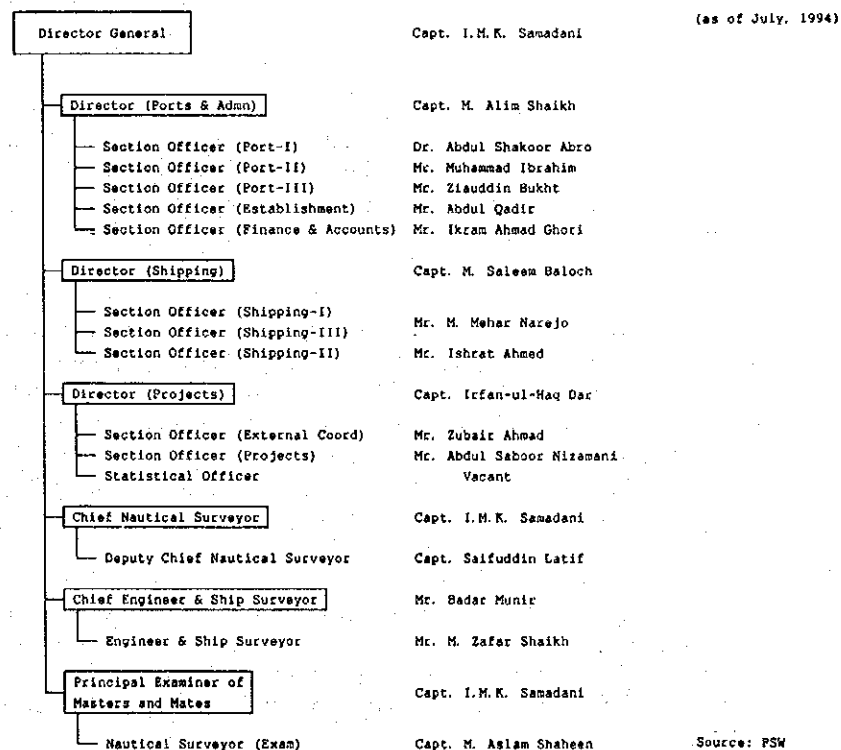 (as of July, 1994)
Director General Capt. I.M.K. Samadani
Director (Ports & Admn) Capt. M. Alim Shaikh
Section Officer (Port-I) Dr. Abdul Shakoor Abro
Section Officer (Port-II) Mr. Muhammad Ibrahim
Section Officer (Port-III) Mr. Ziauddin Bukht
Section Officer (Establishment) Mr. Abdul Qadir
Section Officer (Finance & Accounts) Mr. Ikram Ahmad Ghori
Director (Shipping) Capt. M. Saleem Baloch
Section Officer (Shipping-I)
Mr. M. Mehar Narejo
Section Officer (Shipping-III)
Section Officer (Shipping-II) Mr. Ishrat Ahmed
Director (Projects) Capt. Irfan-ul-Haq Dar
Section Officer (External Coord) Mr. Zubair Ahmad
Section Officer (Projects) Mr. Abdul Saboor Nizamani
Statistical Officer Vacant
Chief Nautical Surveyor Capt. I.M.K. Samadani
Deputy Chief Nautical Surveyor Capt. Saifuddin Latif
Chief Engineer & Ship Surveyor Mr. Badar Munir
Engineer & Ship Surveyor Mr. M. Zafar Shaikh
Principal Examiner of
Masters and Mates Capt. I.M.K. Samadani
Nautical Surveyor (Exam) Capt. M. Aslam Shaheen Source: PSW